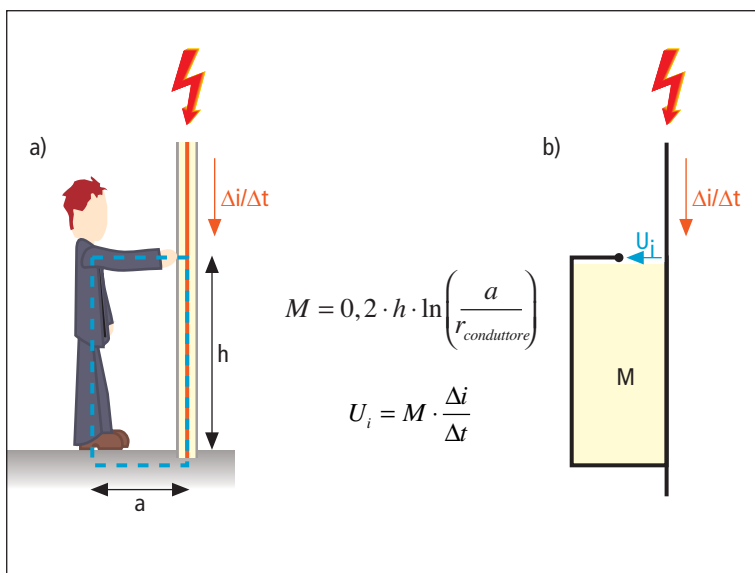 a)
Δi/Δt
h
a
M = 0,2 · h · ln(a / r_conduttore)
U_i = M · Δi/Δt
b)
Δi/Δt
U_i
M